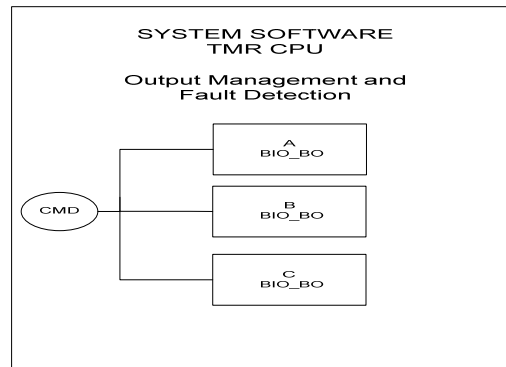 SYSTEM SOFTWARE
TMR CPU
Output Management and
Fault Detection
A
BIO_BO
CMD
B
BIO_BO
C
BIO_BO